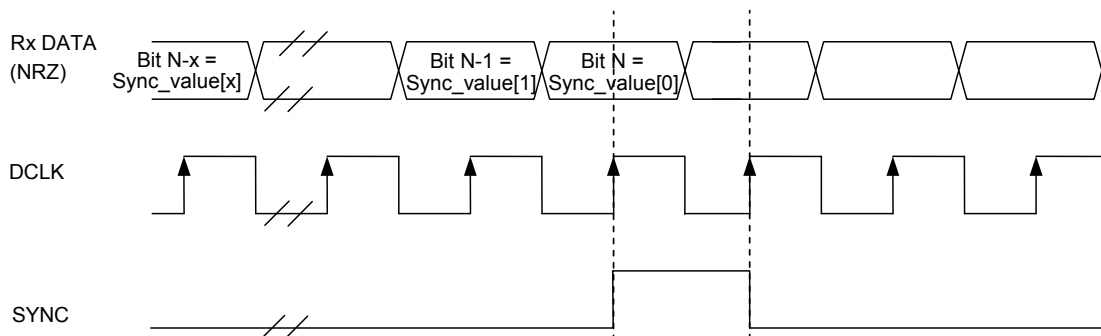 Rx DATA
(NRZ)
Bit N-x =
Sync_value[x]
Bit N-1 =
Sync_value[1]
Bit N =
Sync_value[0]
DCLK
SYNC